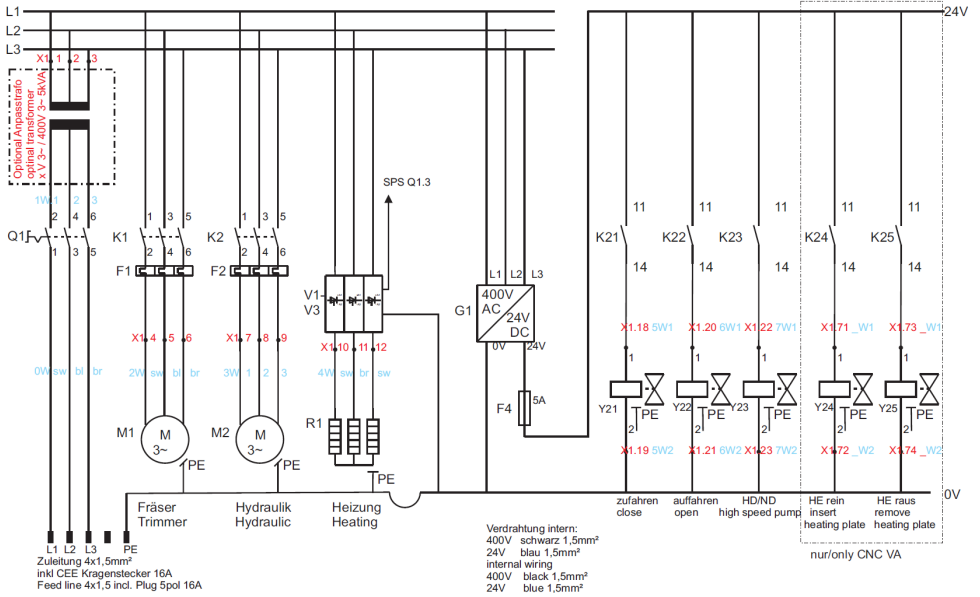 L1
24V
L2
L3
X1 1 2 3
Optional Anpasstrafo
optinal transformer
x V 3~ / 400V 3~ 5kVA
SPS Q1.3
1W 1 2 3
2 4 6
1 3 5
1 3 5
11 11 11 11 11
Q1
K1
K2
K21 K22 K23 K24 K25
1 3 5
2 4 6
2 4 6
14 14 14 14 14
F1
F2
L1 L2 L3
V1-
V3
G1
400V
AC
24V
DC
X1 4 5 6
X1 7 8 9
X1 10 11 12
0V 24V
X1.18 5W1
X1.20 6W1
X1.22 7W1
X1.71 _W1
X1.73 _W1
1 1 1 1 1
0W sw bl br
2W sw bl br
3W 1 2 3
4W sw br sw
F4
5A
Y21 PE
Y22 PE
Y23 PE
Y24 PE
Y25 PE
2 2 2 2 2
M1
M
3~
M2
M
3~
R1
PE
PE
PE
X1.19 5W2
X1.21 6W2
X1.23 7W2
X1.72 _W2
X1.74 _W2
0V
Fräser
Trimmer
Hydraulik
Hydraulic
Heizung
Heating
zufahren
close
auffahren
open
HD/ND
high speed pump
HE rein
insert
heating plate
HE raus
remove
heating plate
nur/only CNC VA
L1 L2 L3 PE
Zuleitung 4x1,5mm²
inkl CEE Kragenstecker 16A
Feed line 4x1,5 incl. Plug 5pol 16A
Verdrahtung intern:
400V schwarz 1,5mm²
24V blau 1,5mm²
internal wiring
400V black 1,5mm²
24V blue 1,5mm²